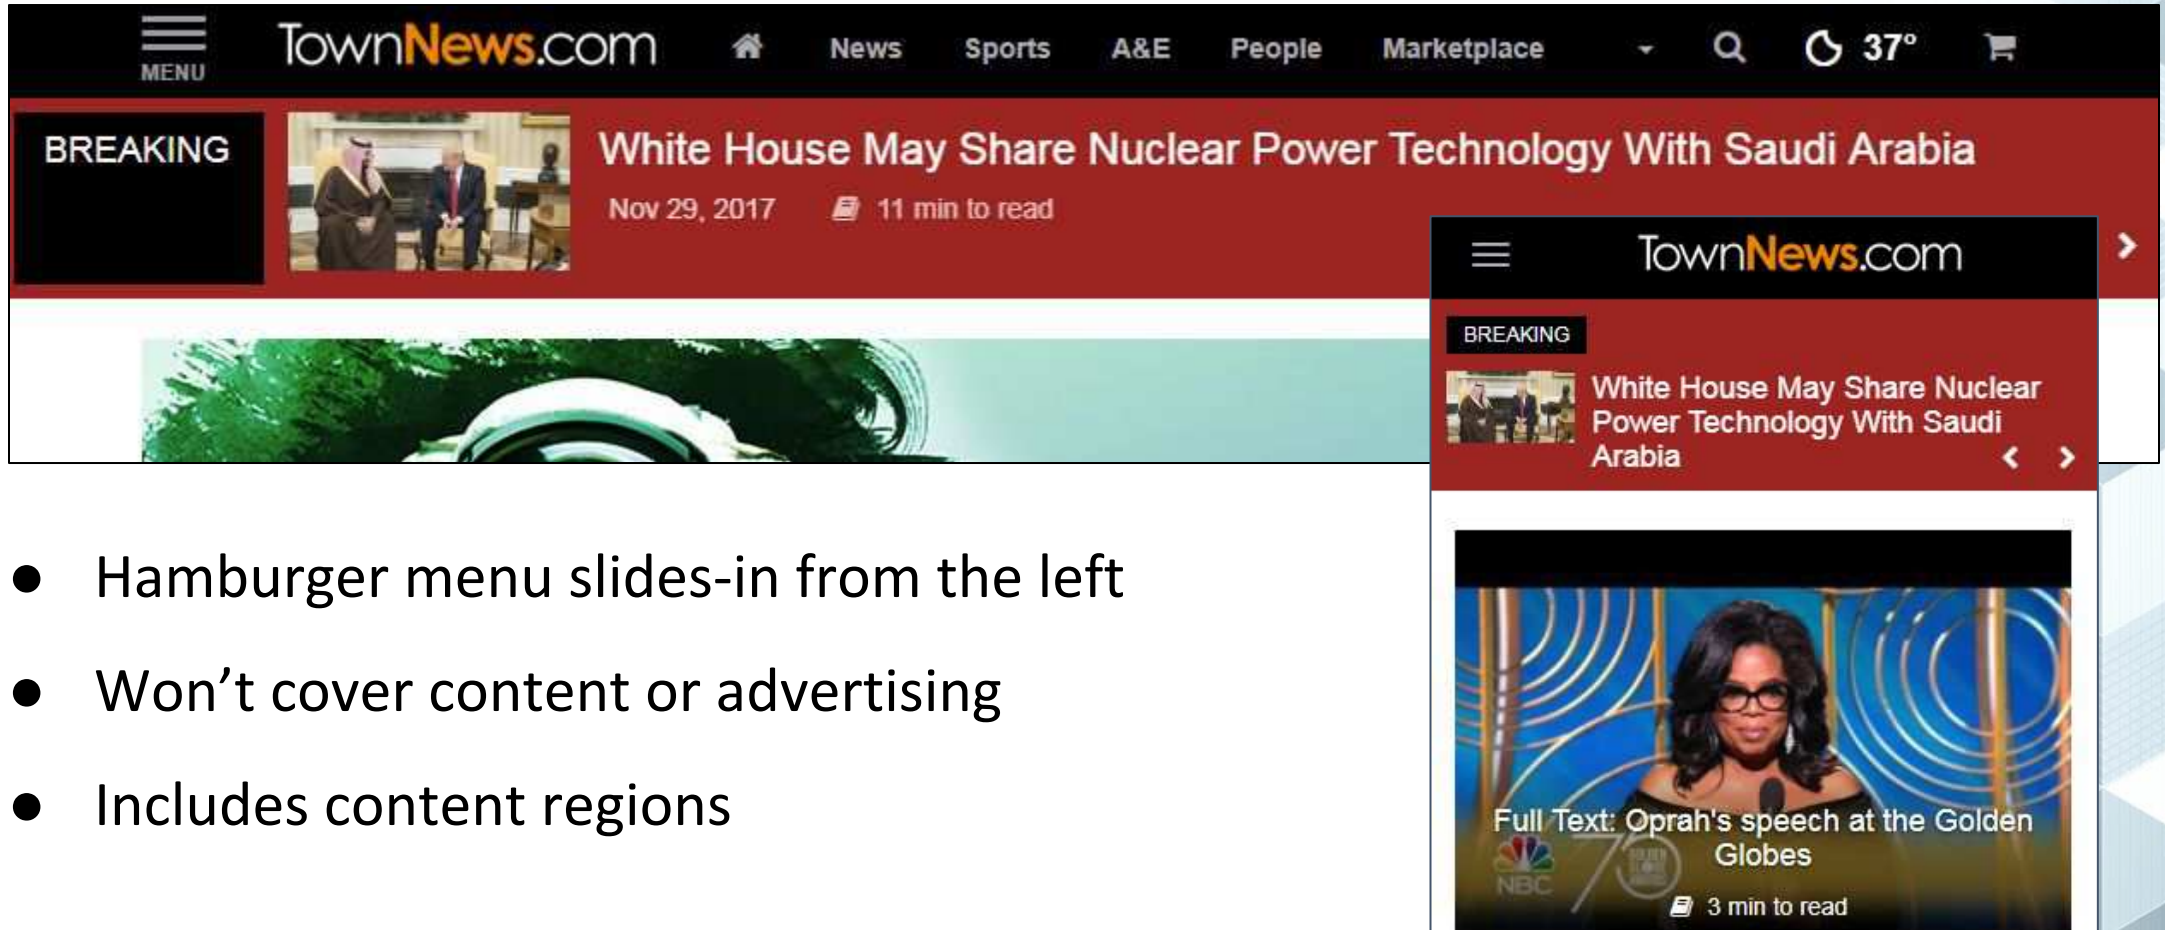 MENU
TownNews.com
News Sports A&E People Marketplace
37°
BREAKING
White House May Share Nuclear Power Technology With Saudi Arabia
Nov 29, 2017 11 min to read
TownNews.com
BREAKING
White House May Share Nuclear
Power Technology With Saudi
Arabia
● Hamburger menu slides-in from the left
● Won’t cover content or advertising
● Includes content regions
Full Text: Oprah's speech at the Golden
Globes
NBC 75
3 min to read